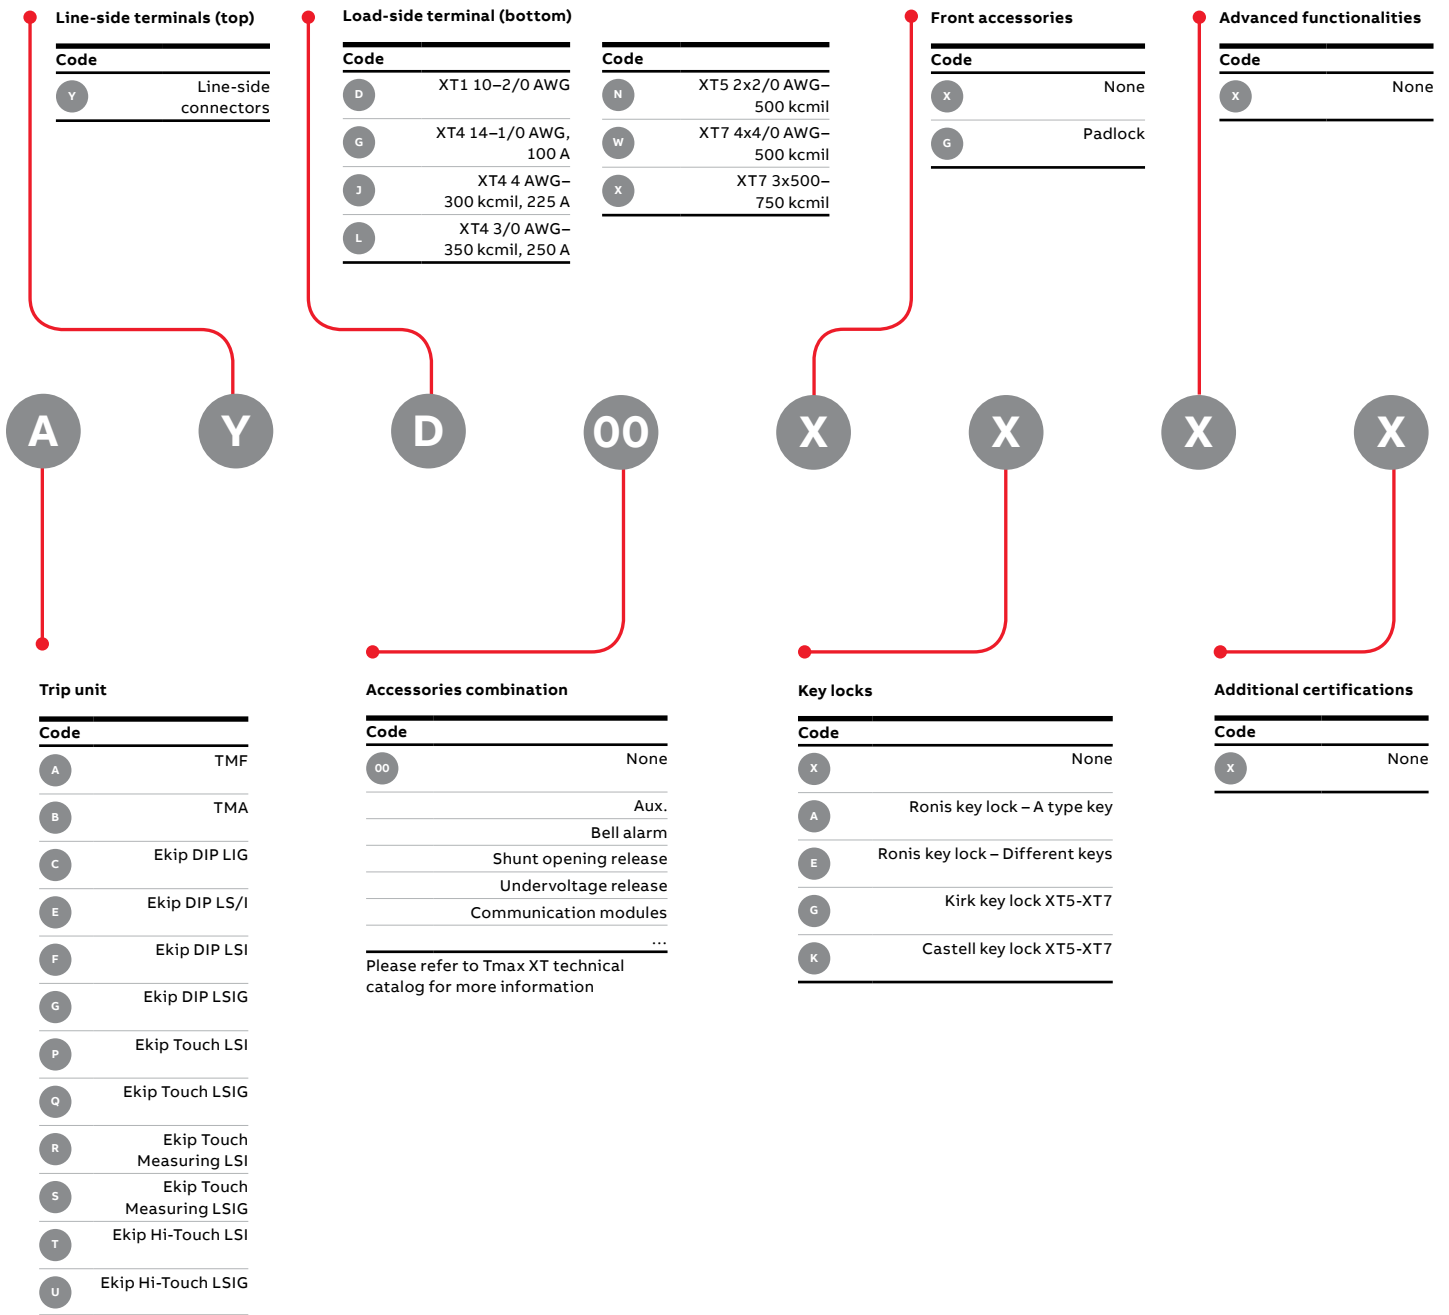 Line-side terminals (top)
Code
Y
Line-side
connectors
Load-side terminal (bottom)
Code
D
XT1 10–2/0 AWG
G
XT4 14–1/0 AWG,
100 A
J
XT4 4 AWG–
300 kcmil, 225 A
L
XT4 3/0 AWG–
350 kcmil, 250 A
Code
N
XT5 2x2/0 AWG–
500 kcmil
W
XT7 4x4/0 AWG–
500 kcmil
X
XT7 3x500–
750 kcmil
Front accessories
Code
X
None
G
Padlock
Advanced functionalities
Code
X
None
A
Y
D
00
X
X
X
X
Trip unit
Code
A
TMF
B
TMA
C
Ekip DIP LIG
E
Ekip DIP LS/I
F
Ekip DIP LSI
G
Ekip DIP LSIG
P
Ekip Touch LSI
Q
Ekip Touch LSIG
R
Ekip Touch
Measuring LSI
S
Ekip Touch
Measuring LSIG
T
Ekip Hi-Touch LSI
U
Ekip Hi-Touch LSIG
Accessories combination
Code
00
None
Aux.
Bell alarm
Shunt opening release
Undervoltage release
Communication modules
...
Please refer to Tmax XT technical
catalog for more information
Key locks
Code
X
None
A
Ronis key lock – A type key
E
Ronis key lock – Different keys
G
Kirk key lock XT5-XT7
K
Castell key lock XT5-XT7
Additional certifications
Code
X
None